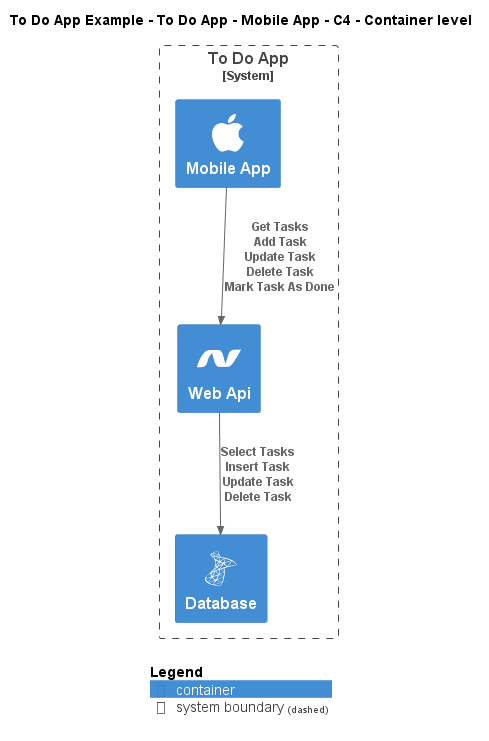 To Do App Example - To Do App - Mobile App - C4 - Container level
To Do App
[System]
Mobile App
Get Tasks
Add Task
Update Task
Delete Task
Mark Task As Done
Web Api
Select Tasks
Insert Task
Update Task
Delete Task
Database
Legend
container
system boundary (dashed)